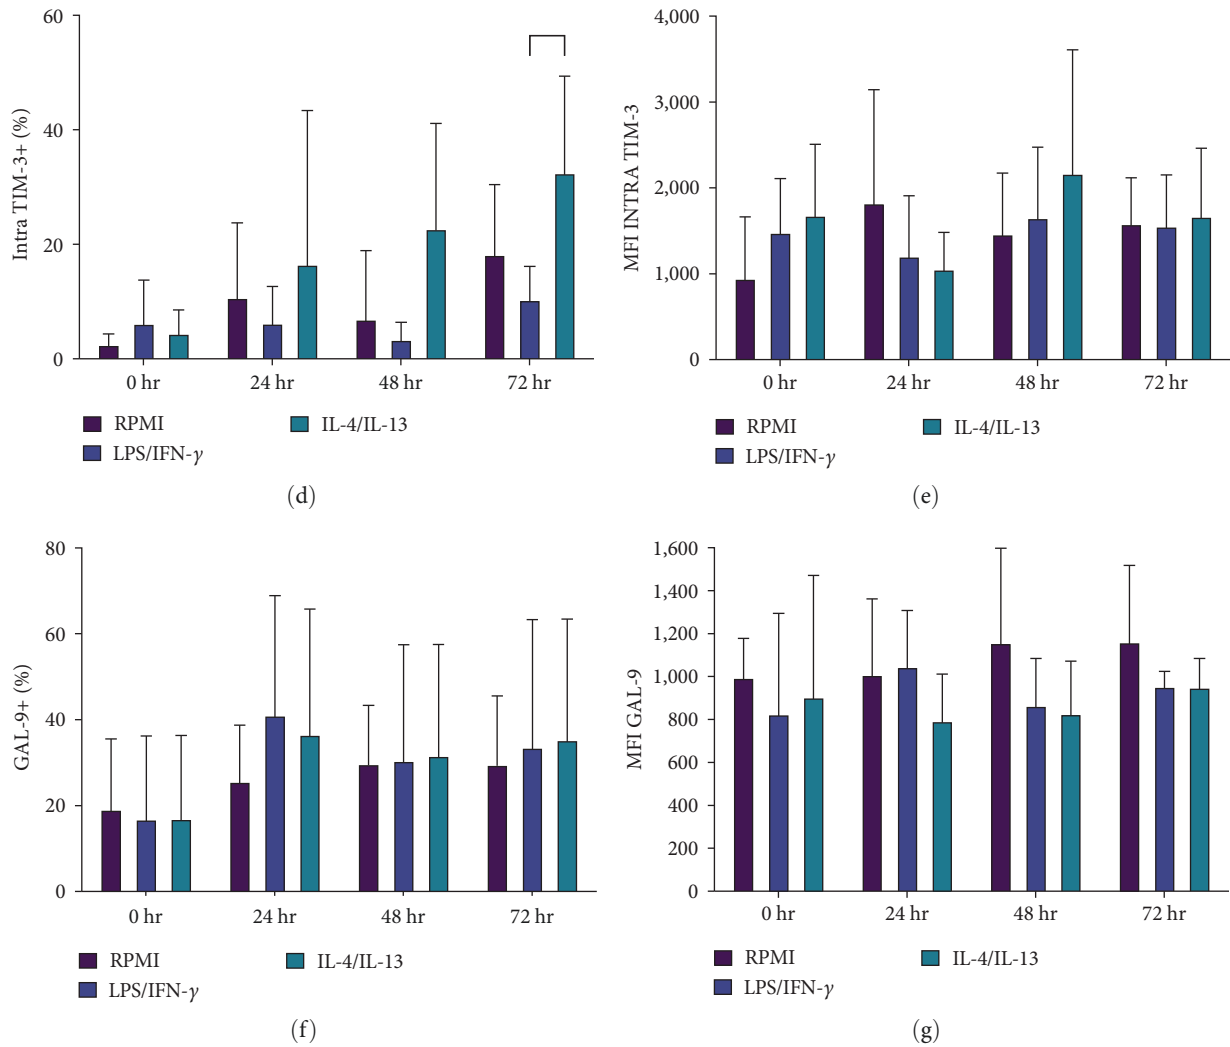 60
40
20
0
Intra TIM-3+ (%)
0 hr 24 hr 48 hr 72 hr
RPMI IL-4/IL-13
LPS/IFN-γ
(d)
4,000
3,000
2,000
1,000
0
MFI INTRA TIM-3
0 hr 24 hr 48 hr 72 hr
RPMI IL-4/IL-13
LPS/IFN-γ
(e)
80
60
40
20
0
GAL-9+ (%)
0 hr 24 hr 48 hr 72 hr
RPMI IL-4/IL-13
LPS/IFN-γ
(f)
1,600
1,400
1,200
1,000
800
600
400
200
0
MFI GAL-9
0 hr 24 hr 48 hr 72 hr
RPMI IL-4/IL-13
LPS/IFN-γ
(g)